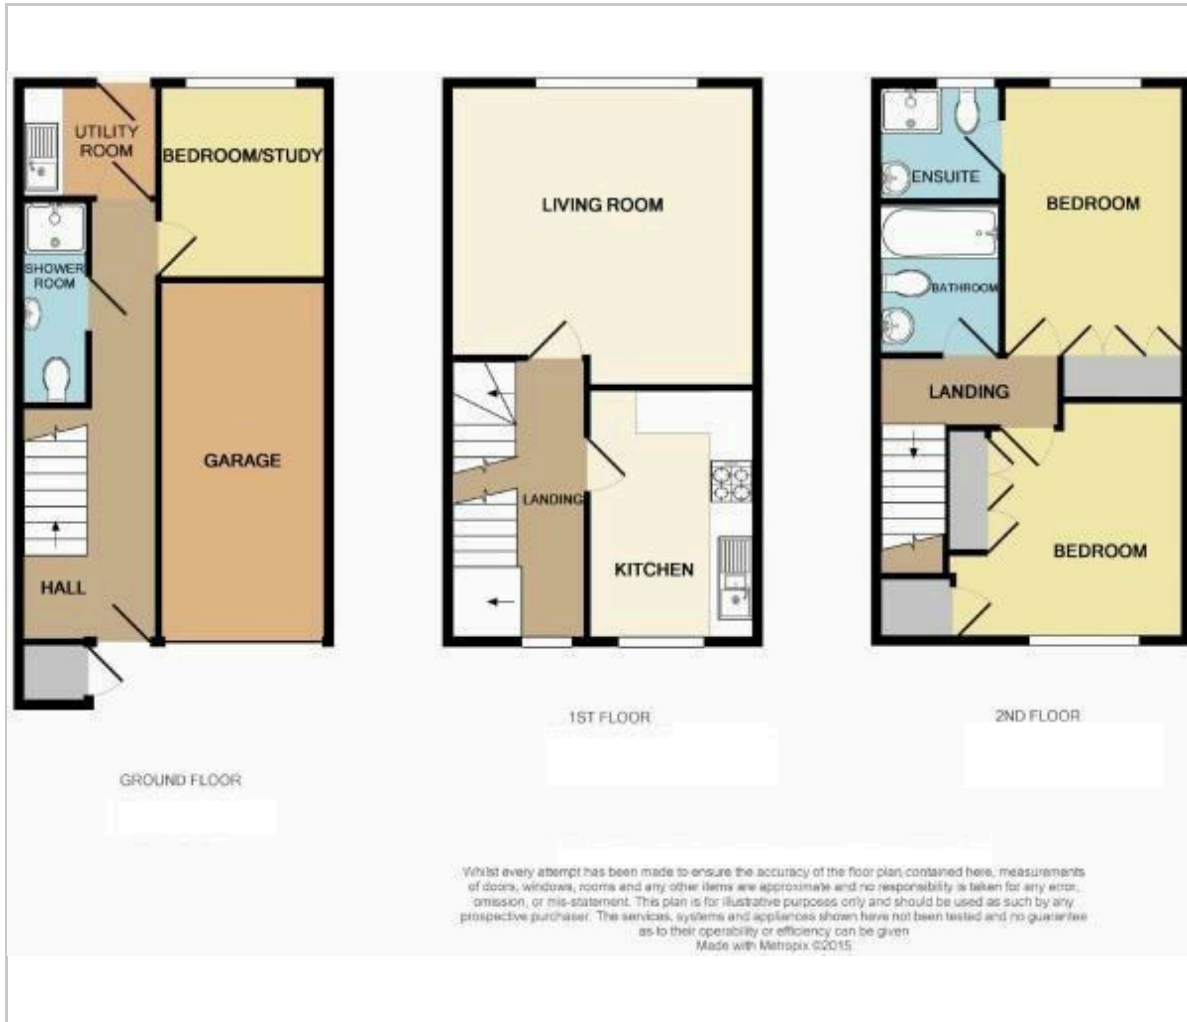 UTILITY
ROOM
BEDROOM/STUDY
SHOWER
ROOM
GARAGE
HALL
GROUND FLOOR
LIVING ROOM
LANDING
KITCHEN
1ST FLOOR
ENSUITE
BEDROOM
BATHROOM
LANDING
BEDROOM
2ND FLOOR
Whilst every attempt has been made to ensure the accuracy of the floor plan contained here, measurements
of doors, windows, rooms and any other items are approximate and no responsibility is taken for any error,
omission, or mis-statement. This plan is for illustrative purposes only and should be used as such by any
prospective purchaser. The services, systems and appliances shown have not been tested and no guarantee
as to their operability or efficiency can be given
Made with Metropix ©2015